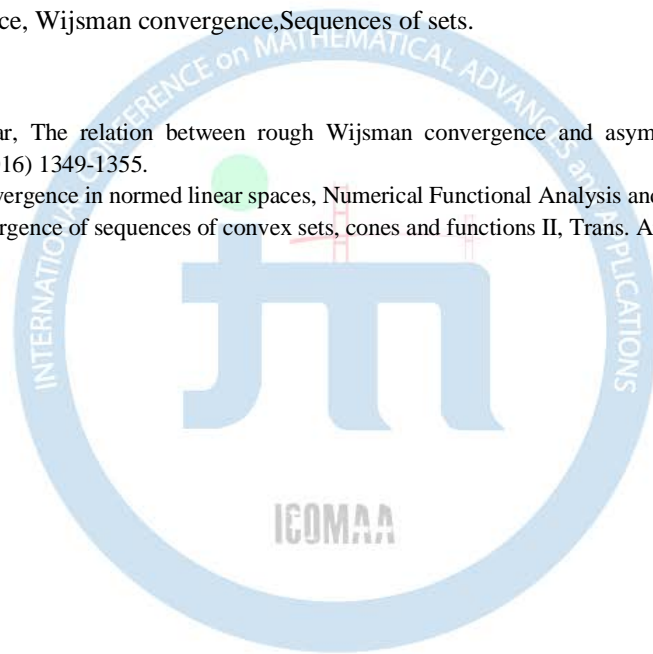 ce, Wijsman convergence,Sequences of sets.
INTERNATIONAL CONFERENCE on MATHEMATICAL ADVANCES and APPLICATIONS
ar, The relation between rough Wijsman convergence and asym
16) 1349-1355.
vergence in normed linear spaces, Numerical Functional Analysis and
rgence of sequences of convex sets, cones and functions II, Trans. A
ICOMAA